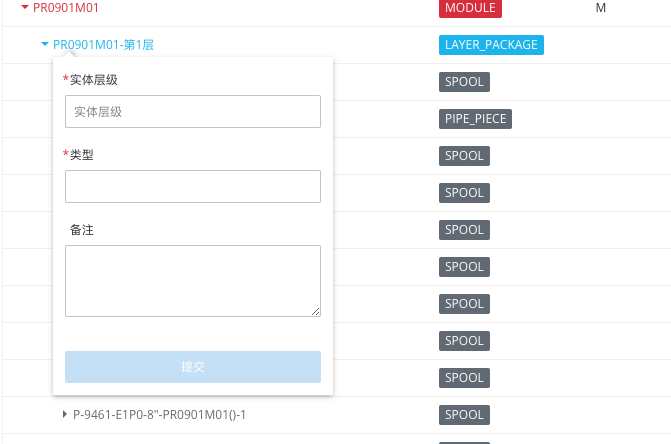 PR0901M01 MODULE M
PR0901M01-第1层 LAYER_PACKAGE
*实体层级 SPOOL
实体层级 PIPE_PIECE
*类型 SPOOL
SPOOL
备注 SPOOL
SPOOL
SPOOL
SPOOL
提交 SPOOL
P-9461-E1P0-8"-PR0901M01()-1 SPOOL